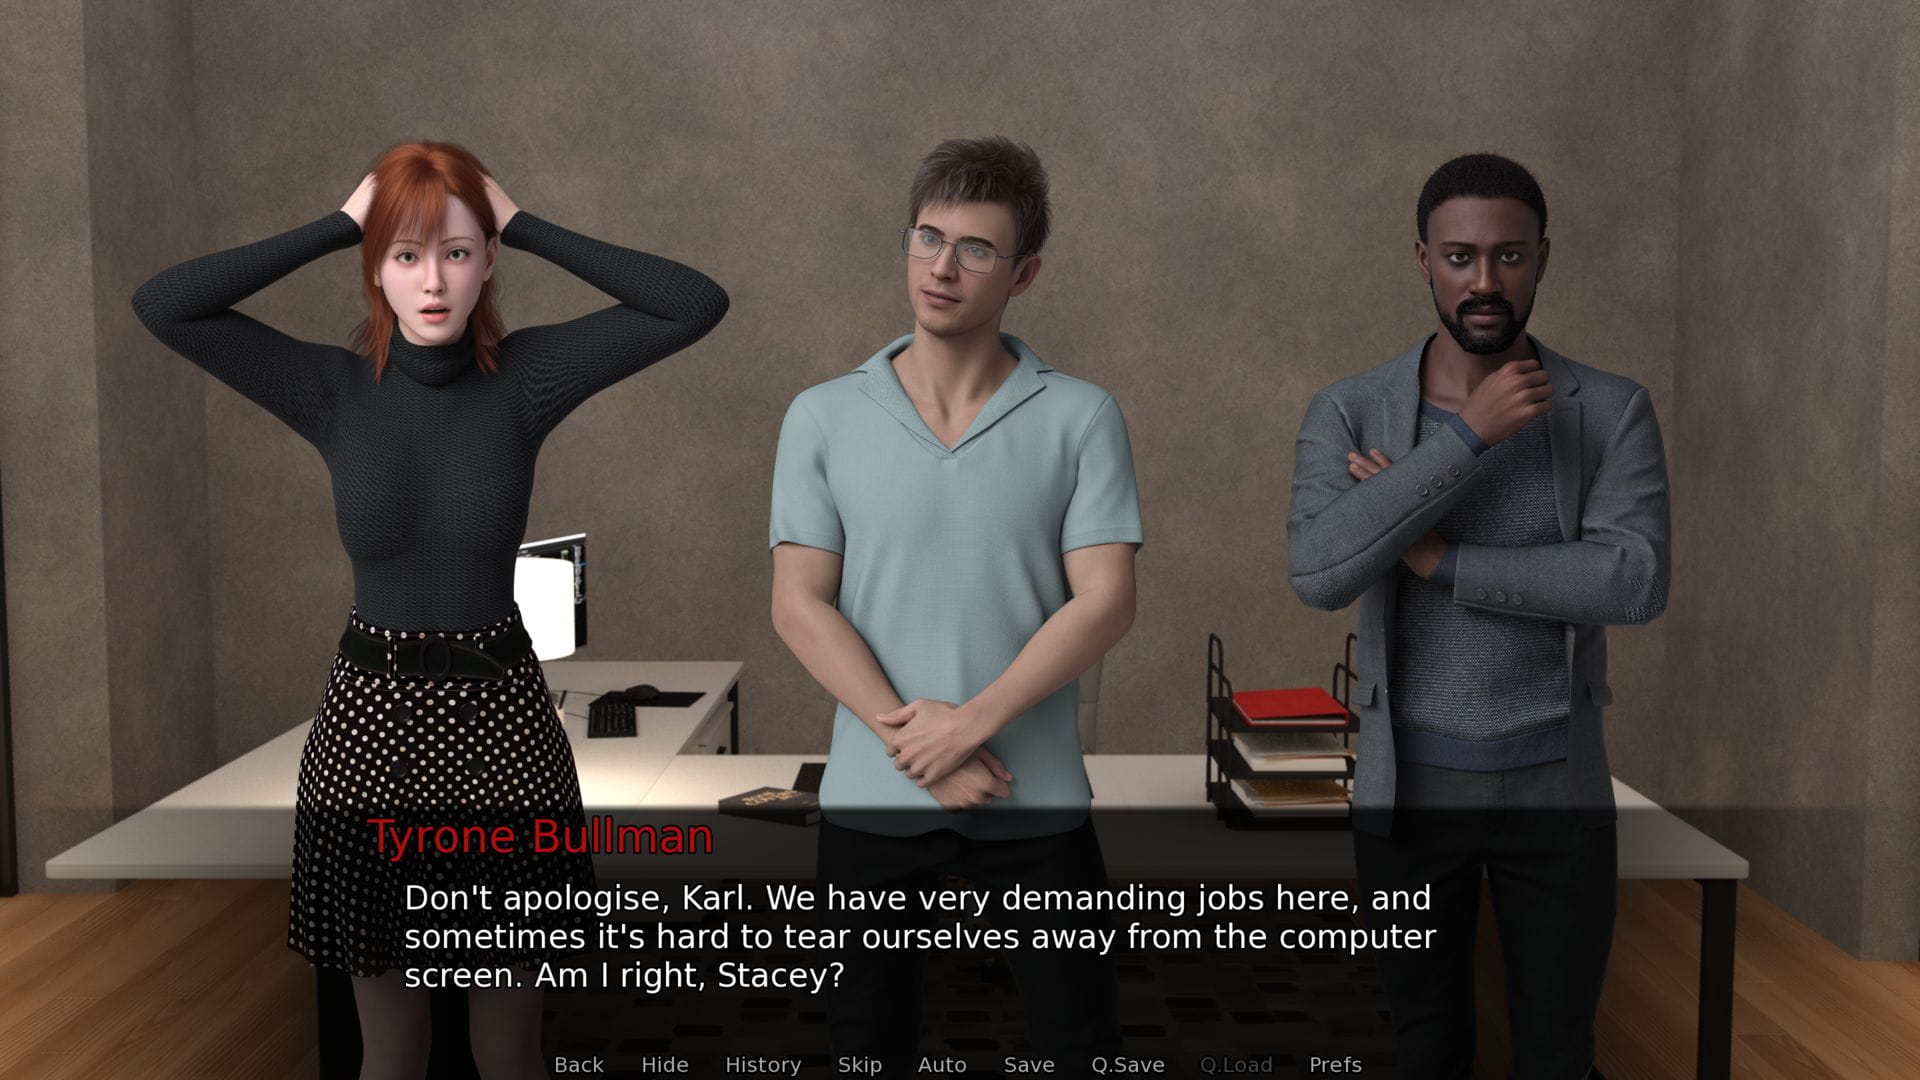 Tyrone Bullman
Don't apologise, Karl. We have very demanding jobs here, and
sometimes it's hard to tear ourselves away from the computer
screen. Am I right, Stacey?
Back Hide History Skip Auto Save Q.Save Q.Load Prefs